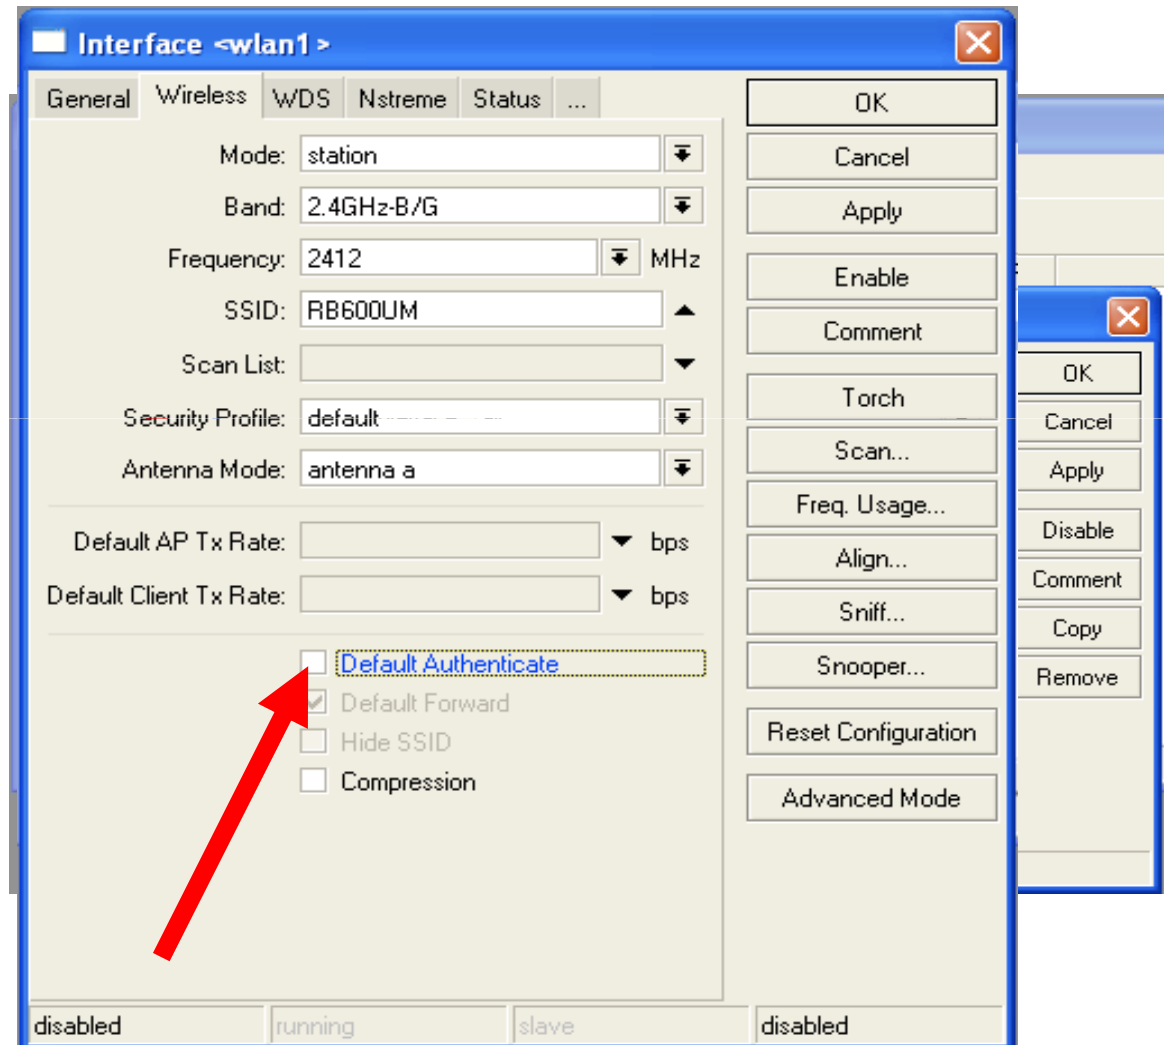 Interface <wlan1>
General Wireless WDS Nstreme Status ...
Mode: station
Band: 2.4GHz-B/G
Frequency: 2412 MHz
SSID: RB600UM
Scan List:
Security Profile: default
Antenna Mode: antenna a
Default AP Tx Rate: bps
Default Client Tx Rate: bps
Default Authenticate
Default Forward
Hide SSID
Compression
OK
Cancel
Apply
Enable
Comment
Torch
Scan...
Freq. Usage...
Align...
Sniff...
Snooper...
Reset Configuration
Advanced Mode
disabled running slave disabled
OK
Cancel
Apply
Disable
Comment
Copy
Remove